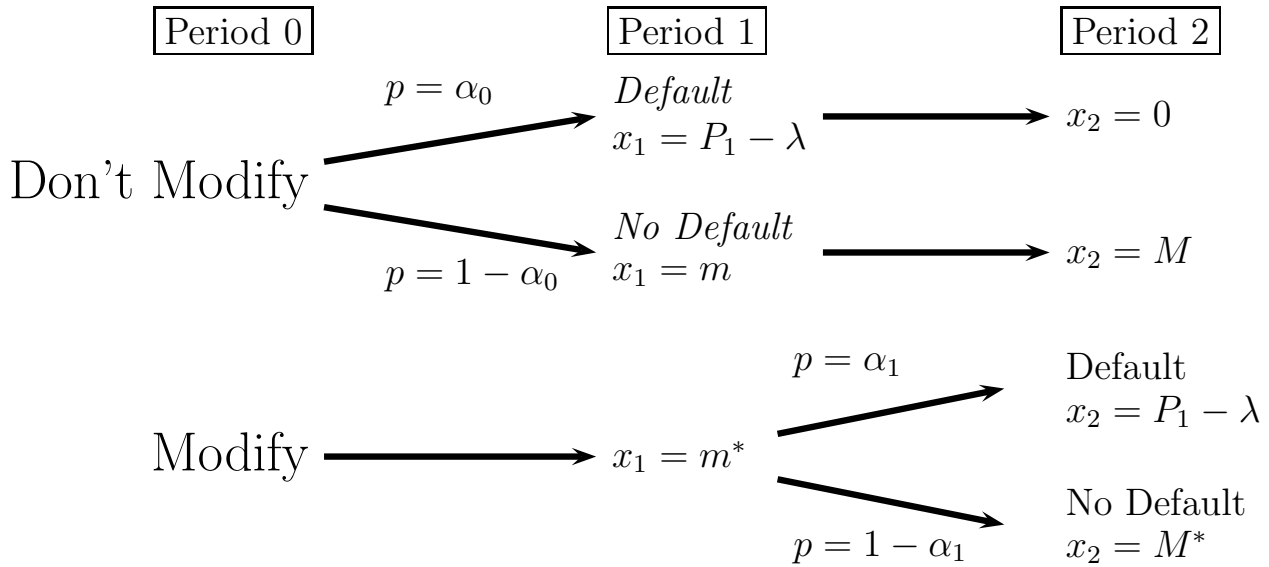 Period 0
Period 1
Period 2
p = α₀
Default
x₁ = P₁ − λ
x₂ = 0
Don't Modify
No Default
x₁ = m
p = 1 − α₀
x₂ = M
p = α₁
Default
x₂ = P₁ − λ
Modify
x₁ = m*
No Default
x₂ = M*
p = 1 − α₁